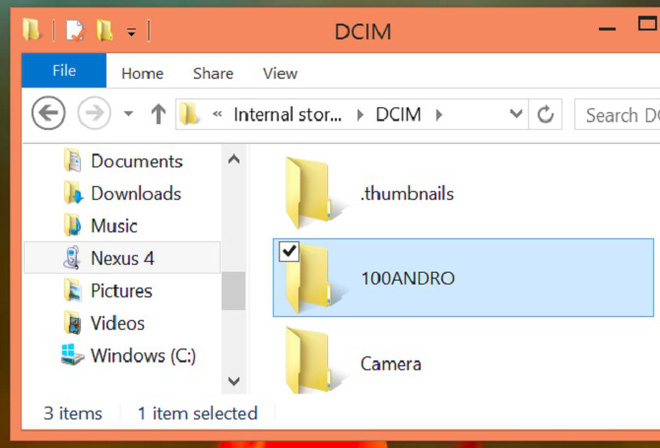 DCIM
File Home Share View
« Internal stor... DCIM Search DC
Documents
Downloads
Music
Nexus 4
Pictures
Videos
Windows (C:)
.thumbnails
100ANDRO
Camera
3 items 1 item selected